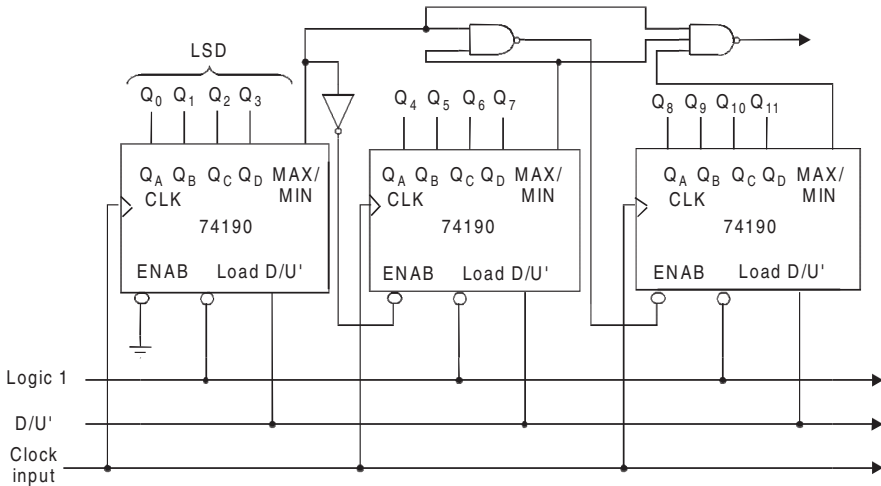 LSD
Q0 Q1 Q2 Q3
Q4 Q5 Q6 Q7
Q8 Q9 Q10 Q11
QA QB QC QD MAX/
CLK MIN
74190
ENAB Load D/U'
QA QB QC QD MAX/
CLK MIN
74190
ENAB Load D/U'
QA QB QC QD MAX/
CLK MIN
74190
ENAB Load D/U'
Logic 1
D/U'
Clock
input